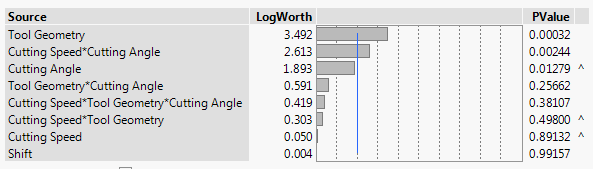 Source LogWorth PValue
Tool Geometry 3.492 0.00032
Cutting Speed*Cutting Angle 2.613 0.00244
Cutting Angle 1.893 0.01279 ^
Tool Geometry*Cutting Angle 0.591 0.25662
Cutting Speed*Tool Geometry*Cutting Angle 0.419 0.38107
Cutting Speed*Tool Geometry 0.303 0.49800 ^
Cutting Speed 0.050 0.89132 ^
Shift 0.004 0.99157